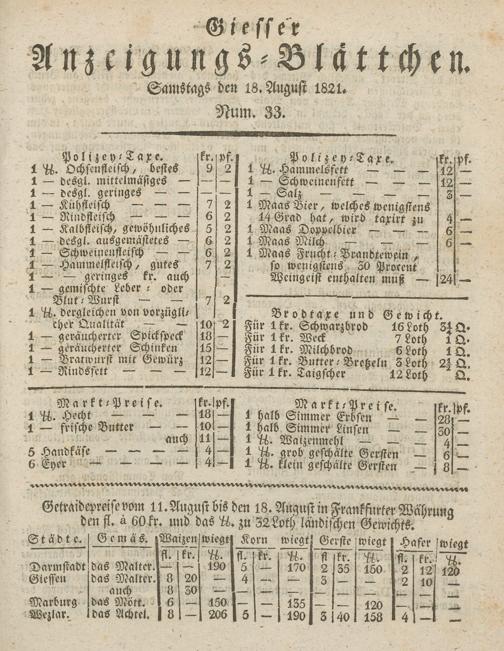 Giesser
Anzeigungs-Blättchen.
Samstags den 18. August 1821.
Num. 33.
Polizey-Taxe. kr. pf.
1 ℔. Ochsenfleisch, bestes 9 2
1 — desgl. mittelmäßiges — — —
1 — desgl. geringes — — — —
1 — Kuhfleisch — — 7 2
1 — Rindfleisch — — 6 2
1 — Kalbfleisch, gewöhnliches 5 2
1 — desgl. ausgemästetes 6 2
1 — Schweinenfleisch — 6 2
1 — Hammelfleisch, gutes 7 2
— — geringes kr. auch — —
1 — gemischte Leber- oder
Blut-Wurst — — 7 2
1 ℔. dergleichen von vorzügli-
cher Qualität — — 10 2
1 — geräucherter Spickspeck 18 —
1 — geräucherter Schinken 15 —
1 — Bratwurst mit Gewürz 12 —
1 — Rindsfett — — 12 —
Polizey-Taxe. kr. pf.
1 ℔. Hammelsfett — — 12 —
1 — Schweinenfett — — 12 —
1 — Salz — — — 3 —
1 Maas Bier, welches wenigstens
14 Grad hat, wird taxirt zu 4 —
1 Maas Doppelbier — — 6 —
1 Maas Milch — — — 6 —
1 Maas Frucht-Brandtewein,
so wenigstens 30 Procent
Weingeist enthalten muß — 24 —
Brodtaxe und Gewicht.
Für 1 kr. Schwarzbrod 16 Loth 3¼ Q.
Für 1 kr. Weck 7 Loth 1 Q.
Für 1 kr. Milchbrod 6 Loth 1 Q.
Für 1 kr. Butter-Bretzeln 3 Loth 2½ Q.
Für 1 kr. Taigscher 12 Loth Q.
Markt-Preise. kr. pf.
1 ℔. Hecht — — — 18 —
1 — frische Butter — — 10 —
auch 11 —
5 Handkäse — — — 4 —
6 Eyer — — — — 4 —
Markt-Preise. kr. pf.
1 halb Simmer Erbsen — 28 —
1 halb Simmer Linsen — 30 —
1 ℔. Waizenmehl — — 4 —
1 ℔. grob geschälte Gersten — 6 —
1 ℔. klein geschälte Gersten — 8 —
Getraidepreise vom 11. August bis den 18. August in Frankfurter Währung
den fl. à 60 kr. und das ℔. zu 32 Loth ländischen Gewichts.
Städte. Gemäs. Waizen wiegt Korn wiegt Gerste wiegt Hafer wiegt
fl. kr. ℔. fl. kr. ℔. fl. kr. ℔. fl. kr. ℔.
Darmstadt das Malter. — — 190 5 — 170 2 35 150 2 12 120
Giessen das Malter. 8 20 — 4 — — 3 — — 2 10 —
auch 8 30
Marburg das Mött. 6 — 150 — — 135 — — 120 — — —
Wezlar. das Achtel. 8 — 206 5 — 190 3 40 158 4 — —